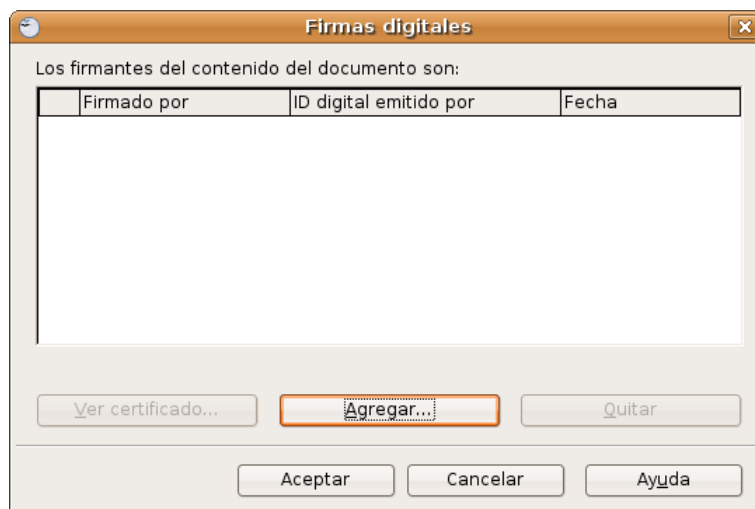 Firmas digitales
Los firmantes del contenido del documento son:
Firmado por ID digital emitido por Fecha
Ver certificado... Agregar... Quitar
Aceptar Cancelar Ayuda